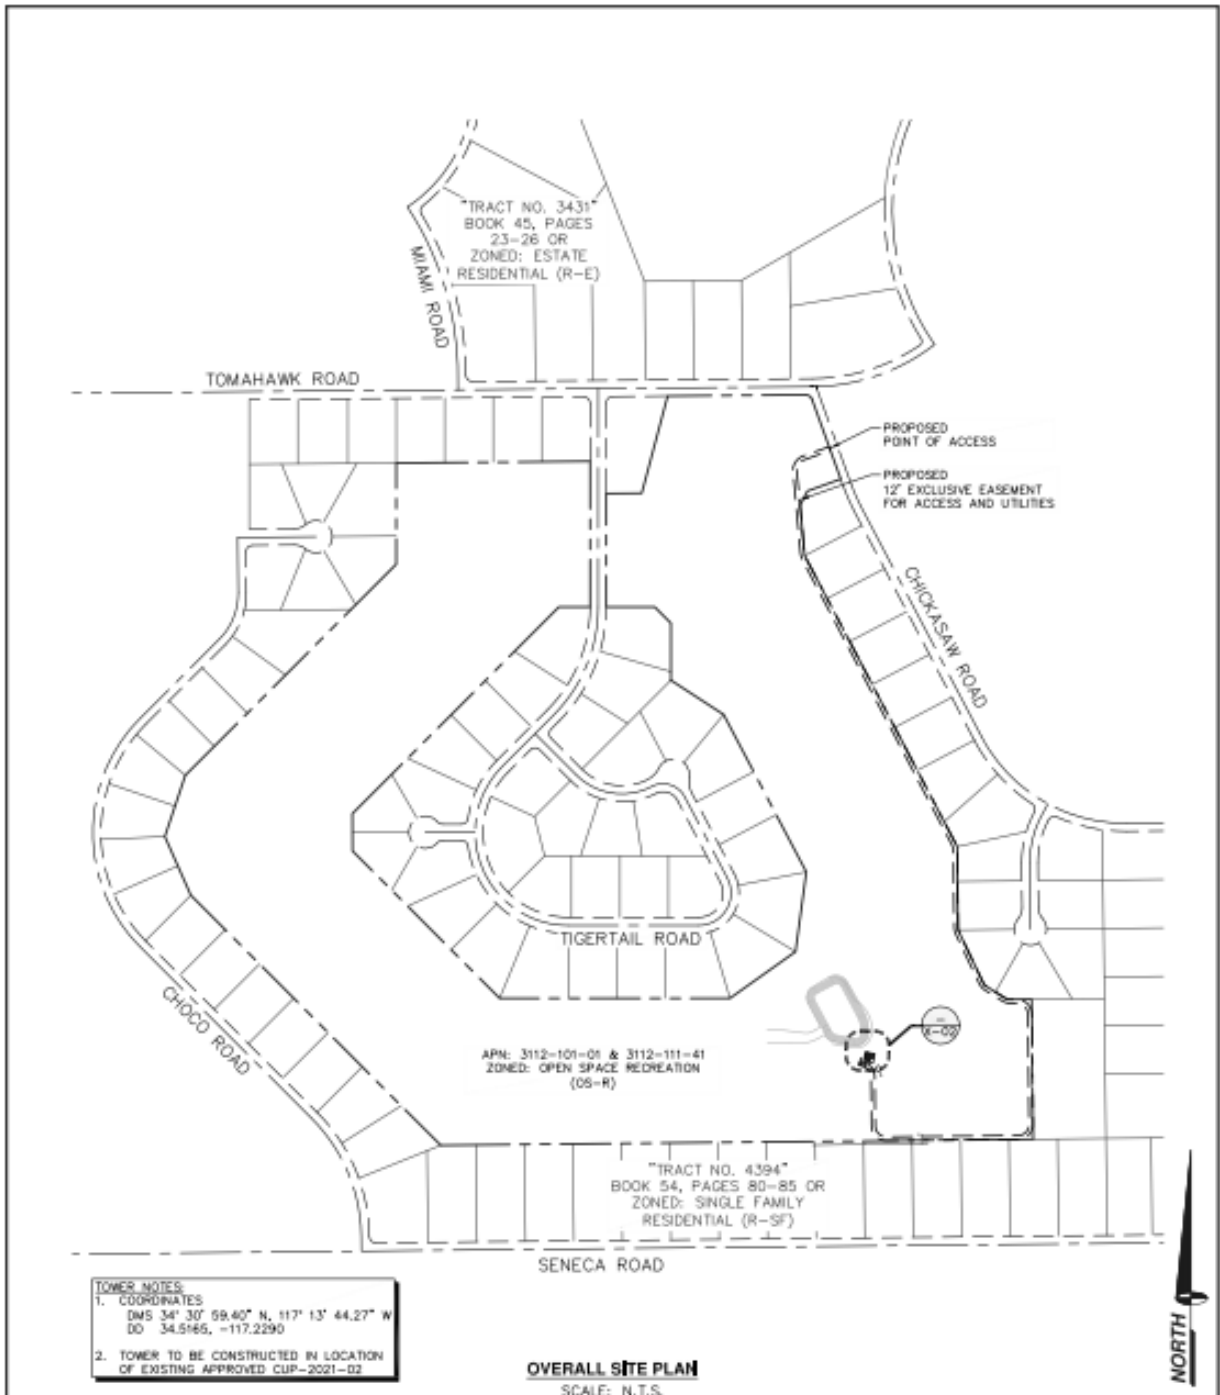 "TRACT NO. 3431"
BOOK 45, PAGES
23-26 OR
ZONED: ESTATE
RESIDENTIAL (R-E)
MIAMI ROAD
TOMAHAWK ROAD
PROPOSED
POINT OF ACCESS
PROPOSED
12' EXCLUSIVE EASEMENT
FOR ACCESS AND UTILITIES
CHICKASAW ROAD
TIGERTAIL ROAD
CHOCO ROAD
APN: 3112-101-01 & 3112-111-41
ZONED: OPEN SPACE RECREATION
(OS-R)
"TRACT NO. 4394"
BOOK 54, PAGES 80-85 OR
ZONED: SINGLE FAMILY
RESIDENTIAL (R-SF)
SENECA ROAD
TOWER NOTES:
1. COORDINATES
DMS 34° 30' 59.40" N, 117° 13' 44.27" W
DD 34.5165, -117.2290
2. TOWER TO BE CONSTRUCTED IN LOCATION
OF EXISTING APPROVED CUP-2021-02
OVERALL SITE PLAN
SCALE: N.T.S.
NORTH